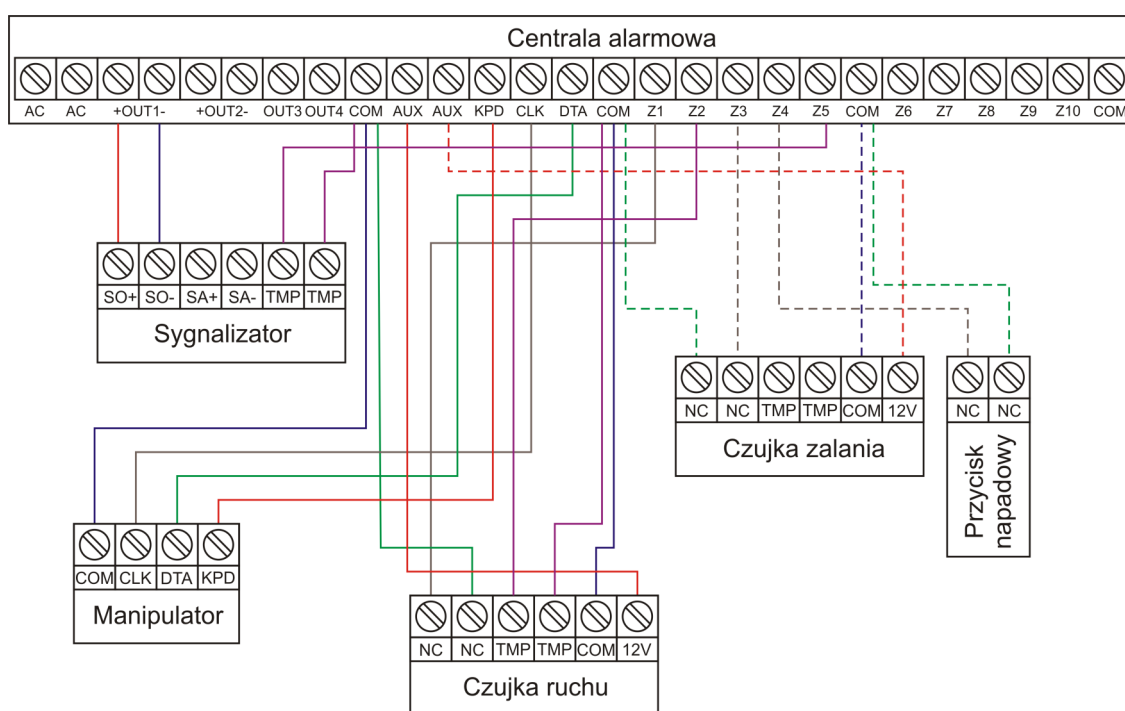 Centrala alarmowa
AC AC +OUT1- +OUT2- OUT3 OUT4 COM AUX AUX KPD CLK DTA COM Z1 Z2 Z3 Z4 Z5 COM Z6 Z7 Z8 Z9 Z10 COM
SO+ SO- SA+ SA- TMP TMP
Sygnalizator
NC NC TMP TMP COM 12V
Czujka zalania
NC NC
Przycisk
napadowy
COM CLK DTA KPD
Manipulator
NC NC TMP TMP COM 12V
Czujka ruchu